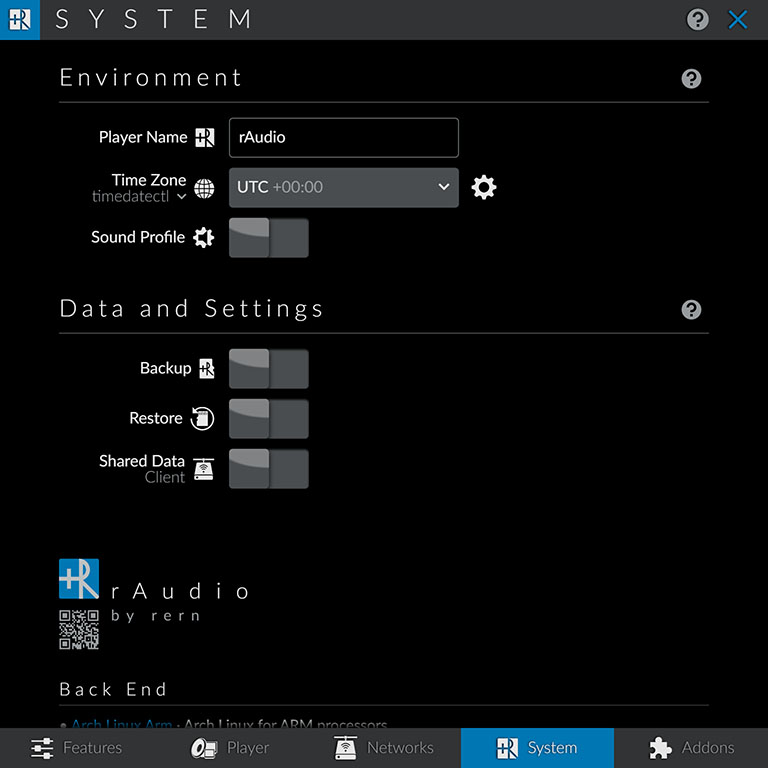 SYSTEM
Environment
Player Name
rAudio
Time Zone
timedatectl
UTC +00:00
Sound Profile
Data and Settings
Backup
Restore
Shared Data
Client
rAudio
by rern
Back End
• Arch Linux Arm · Arch Linux for ARM processors
Features Player Networks System Addons